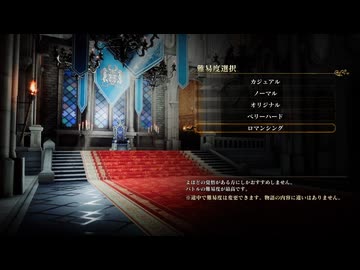 難易度選択
カジュアル
ノーマル
オリジナル
ベリーハード
ロマンシング
よほどの覚悟がある方にしかおすすめしません。
バトルの難易度が最高です。
※途中で難易度は変更できます。物語の内容に違いはありません。